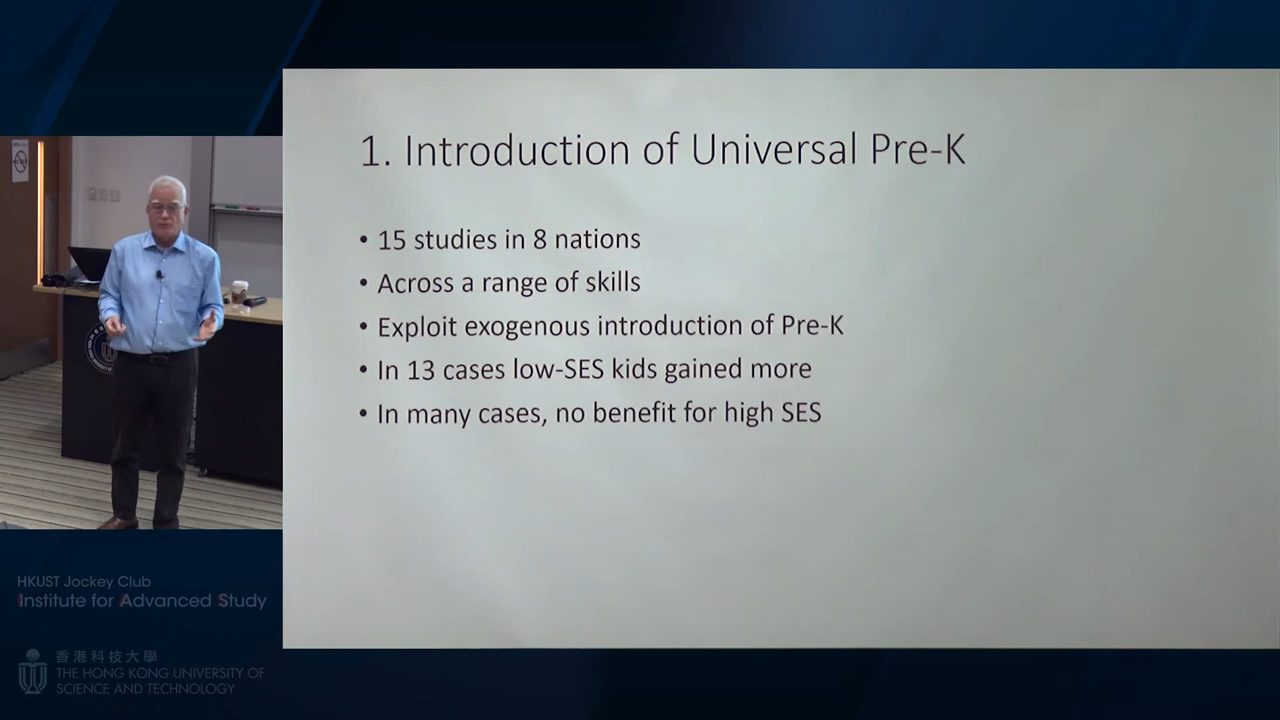 1. Introduction of Universal Pre-K
• 15 studies in 8 nations
• Across a range of skills
• Exploit exogenous introduction of Pre-K
• In 13 cases low-SES kids gained more
• In many cases, no benefit for high SES
HKUST Jockey Club
Institute for Advanced Study
香港科技大學
THE HONG KONG UNIVERSITY OF
SCIENCE AND TECHNOLOGY